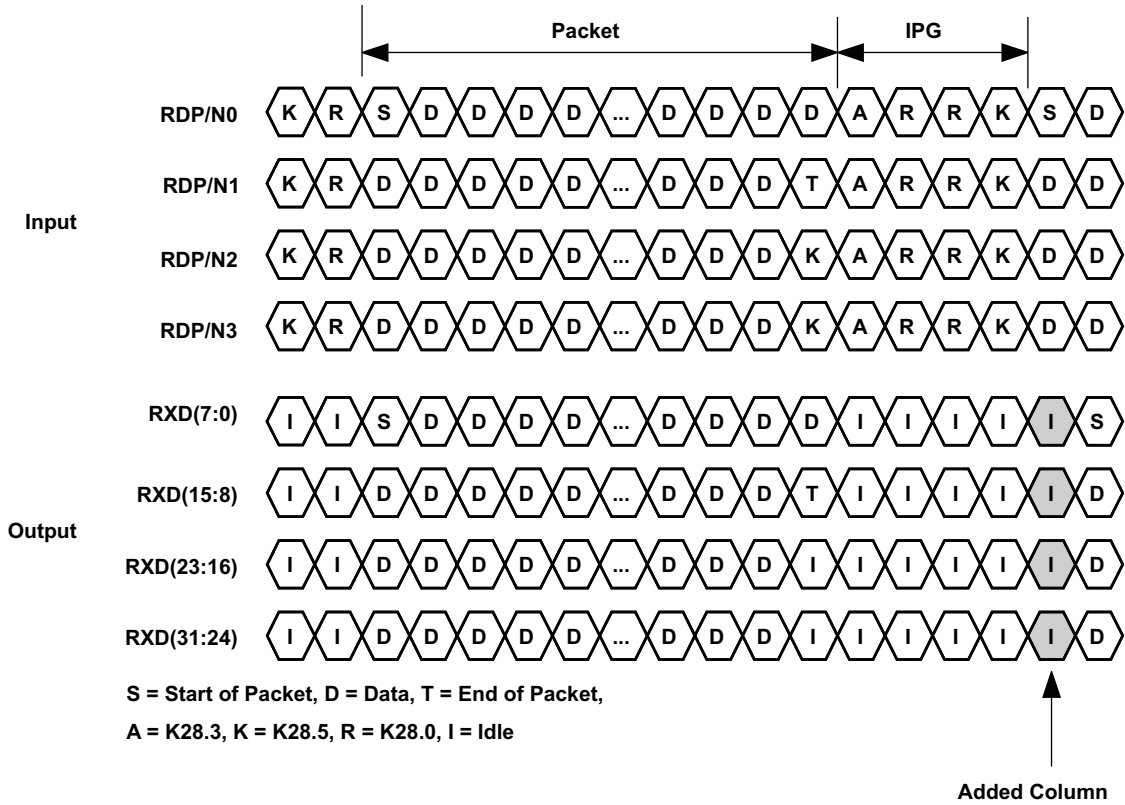 Packet IPG
RDP/N0 K R S D D D D ... D D D D A R R K S D
RDP/N1 K R D D D D D ... D D D T A R R K D D
Input
RDP/N2 K R D D D D D ... D D D K A R R K D D
RDP/N3 K R D D D D D ... D D D K A R R K D D
RXD(7:0) I I S D D D D ... D D D D I I I I I S
RXD(15:8) I I D D D D D ... D D D T I I I I I D
Output
RXD(23:16) I I D D D D D ... D D D I I I I I I D
RXD(31:24) I I D D D D D ... D D D I I I I I I D
S = Start of Packet, D = Data, T = End of Packet,
A = K28.3, K = K28.5, R = K28.0, I = Idle
Added Column